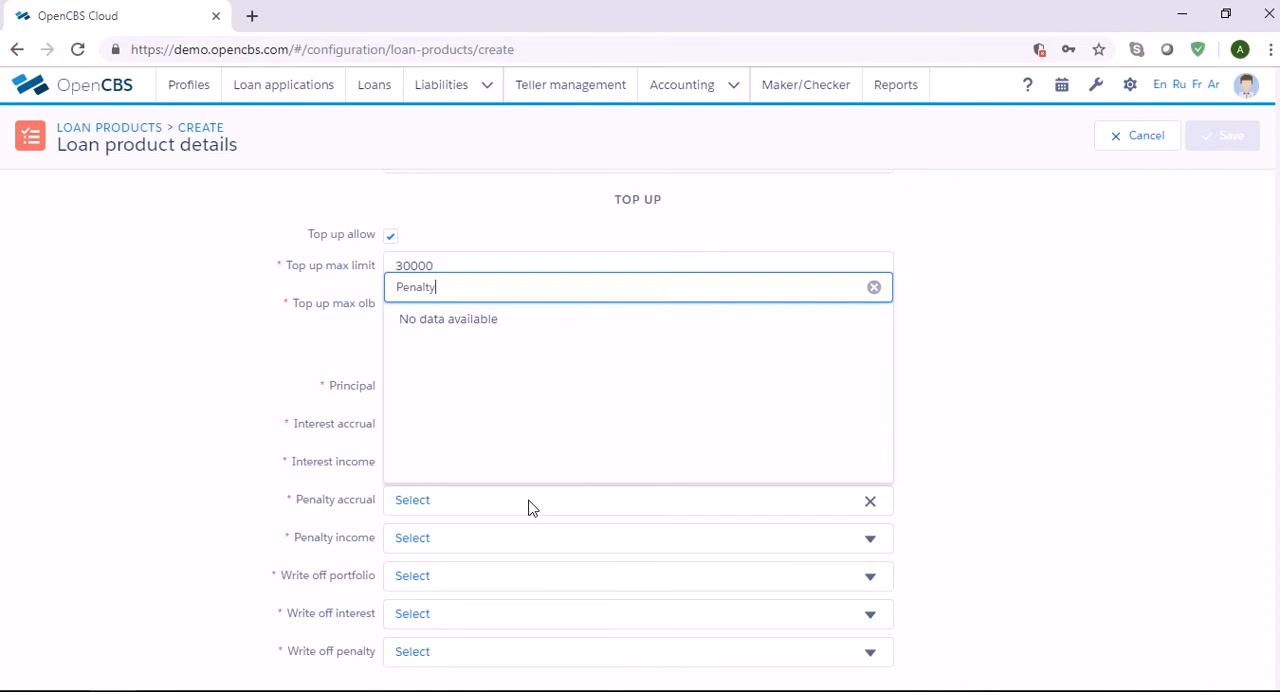 OpenCBS Cloud
https://demo.opencbs.com/#/configuration/loan-products/create
A
OpenCBS Profiles Loan applications Loans Liabilities Teller management Accounting Maker/Checker Reports ? En Ru Fr Ar
LOAN PRODUCTS > CREATE
Loan product details
Cancel Save
TOP UP
Top up allow
* Top up max limit 30000
Penalty
* Top up max olb
No data available
* Principal
* Interest accrual
* Interest income
* Penalty accrual Select
* Penalty income Select
* Write off portfolio Select
* Write off interest Select
* Write off penalty Select